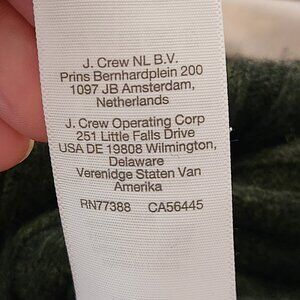 J. Crew NL B.V.
Prins Bernhardplein 200
1097 JB Amsterdam,
Netherlands
J. Crew Operating Corp
251 Little Falls Drive
USA DE 19808 Wilmington,
Delaware
Verenidge Staten Van
Amerika
RN77388 CA56445